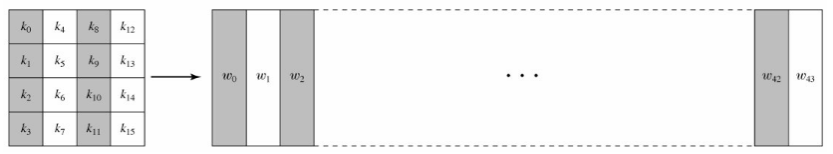 k₀ k₄ k₈ k₁₂
k₁ k₅ k₉ k₁₃
w₀ w₁ w₂ • • • w₄₂ w₄₃
k₂ k₆ k₁₀ k₁₄
k₃ k₇ k₁₁ k₁₅